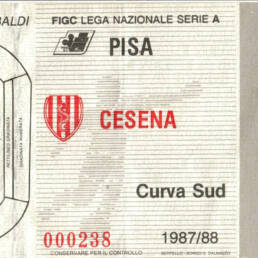 BALDI
FIGC LEGA NAZIONALE SERIE A
PISA
CESENA
Curva Sud
000238
1987/88
CONSERVARE PER IL CONTROLLO